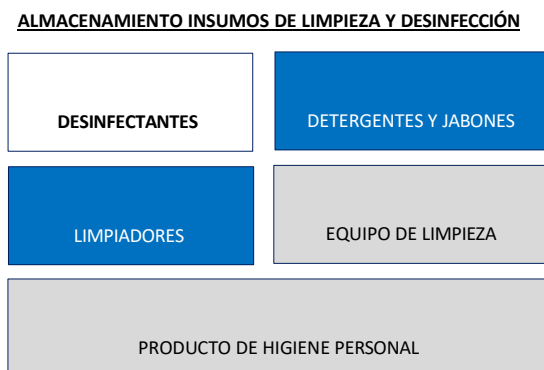 ALMACENAMIENTO INSUMOS DE LIMPIEZA Y DESINFECCIÓN
DESINFECTANTES
DETERGENTES Y JABONES
LIMPIADORES
EQUIPO DE LIMPIEZA
PRODUCTO DE HIGIENE PERSONAL